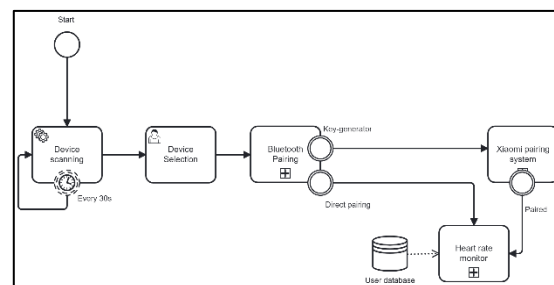 Start
Device
scanning
Every 30s
Device
Selection
Bluetooth
Pairing
Key-generator
Direct pairing
Xiaomi pairing
system
Paired
Heart rate
monitor
User database